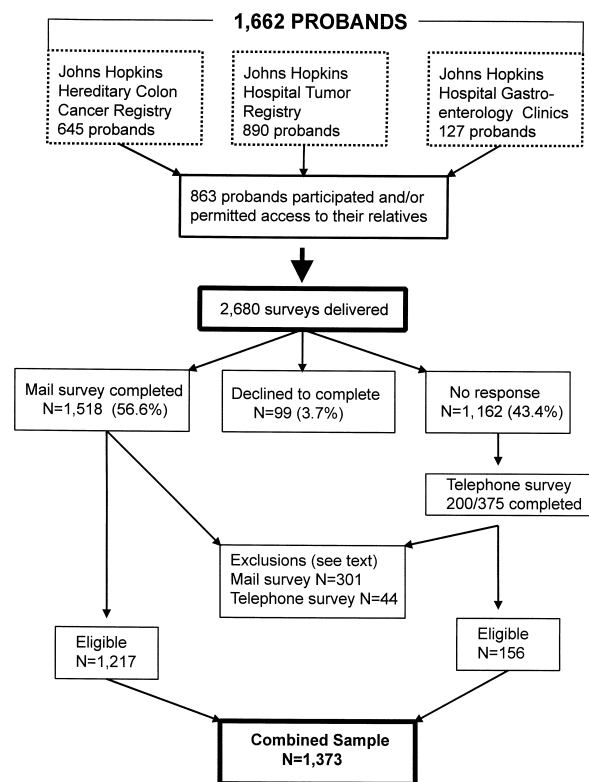 1,662 PROBANDS
Johns Hopkins
Hereditary Colon
Cancer Registry
645 probands
Johns Hopkins
Hospital Tumor
Registry
890 probands
Johns Hopkins
Hospital Gastro-
enterology Clinics
127 probands
863 probands participated and/or
permitted access to their relatives
2,680 surveys delivered
Mail survey completed
N=1,518 (56.6%)
Declined to complete
N=99 (3.7%)
No response
N=1,162 (43.4%)
Telephone survey
200/375 completed
Exclusions (see text)
Mail survey N=301
Telephone survey N=44
Eligible
N=1,217
Eligible
N=156
Combined Sample
N=1,373